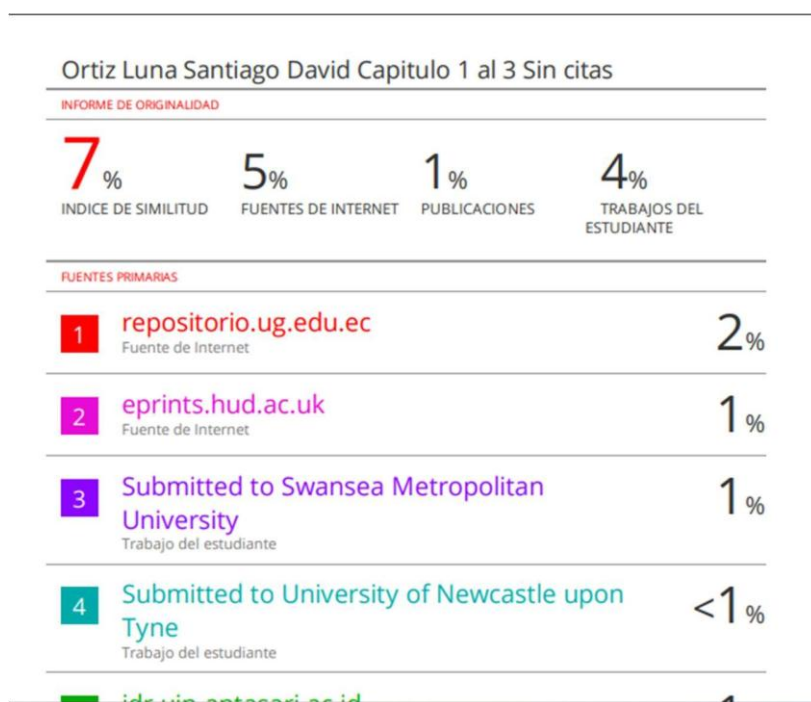 Ortiz Luna Santiago David Capitulo 1 al 3 Sin citas
INFORME DE ORIGINALIDAD
7% 5% 1% 4%
INDICE DE SIMILITUD FUENTES DE INTERNET PUBLICACIONES TRABAJOS DEL
ESTUDIANTE
FUENTES PRIMARIAS
1 repositorio.ug.edu.ec 2%
Fuente de Internet
2 eprints.hud.ac.uk 1%
Fuente de Internet
3 Submitted to Swansea Metropolitan 1%
University
Trabajo del estudiante
4 Submitted to University of Newcastle upon <1%
Tyne
Trabajo del estudiante